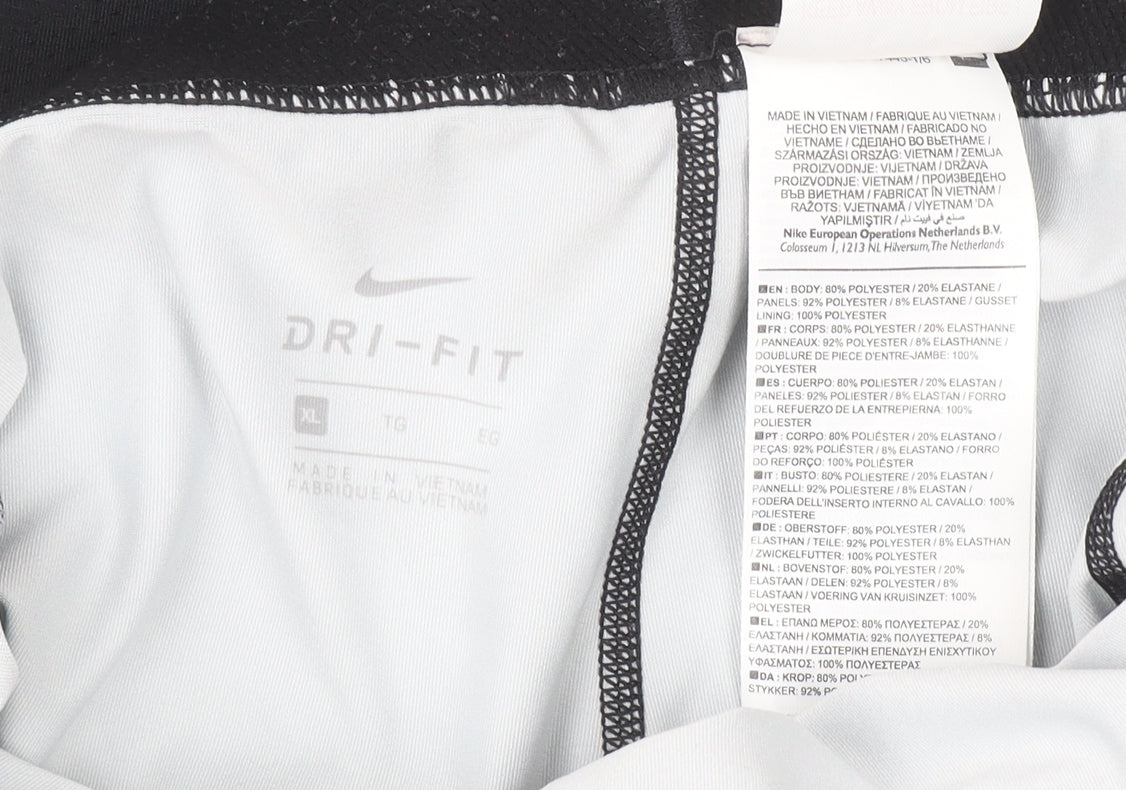 DRI-FIT
XL TG EG
MADE IN VIETNAM
FABRIQUE AU VIETNAM
MADE IN VIETNAM / FABRIQUE AU VIETNAM /
HECHO EN VIETNAM / FABRICADO NO
VIETNAME / СДЕЛАНО ВО ВЬЕТНАМЕ /
SZÁRMAZÁSI ORSZÁG: VIETNAM / ZEMLJA
PROIZVODNJE: VIJETNAM / DRŽAVA
PROIZVODNJE: VIETNAM / ПРОИЗВЕДЕНО
ВЪВ ВИЕТНАМ / FABRICAT ÎN VIETNAM /
RAŽOTS: VJETNAMĀ / VİYETNAM 'DA
YAPILMIŞTIR / صنع في فييت نام
Nike European Operations Netherlands B.V.
Colosseum 1, 1213 NL Hilversum, The Netherlands
EN : BODY: 80% POLYESTER / 20% ELASTANE /
PANELS: 92% POLYESTER / 8% ELASTANE / GUSSET
LINING: 100% POLYESTER
FR : CORPS: 80% POLYESTER / 20% ELASTHANNE
/ PANNEAUX: 92% POLYESTER / 8% ELASTHANNE /
DOUBLURE DE PIECE D'ENTRE-JAMBE: 100%
POLYESTER
ES : CUERPO: 80% POLIESTER / 20% ELASTAN /
PANELES: 92% POLIESTER / 8% ELASTAN / FORRO
DEL REFUERZO DE LA ENTREPIERNA: 100%
POLIESTER
PT : CORPO: 80% POLIÉSTER / 20% ELASTANO /
PEÇAS: 92% POLIÉSTER / 8% ELASTANO / FORRO
DO REFORÇO: 100% POLIÉSTER
IT : BUSTO: 80% POLIESTERE / 20% ELASTAN /
PANNELLI: 92% POLIESTERE / 8% ELASTAN /
FODERA DELL'INSERTO INTERNO AL CAVALLO: 100%
POLIESTERE
DE : OBERSTOFF: 80% POLYESTER / 20%
ELASTHAN / TEILE: 92% POLYESTER / 8% ELASTHAN
/ ZWICKELFUTTER: 100% POLYESTER
NL : BOVENSTOF: 80% POLYESTER / 20%
ELASTAAN / DELEN: 92% POLYESTER / 8%
ELASTAAN / VOERING VAN KRUISINZET: 100%
POLYESTER
EL : ΕΠΑΝΩ ΜΕΡΟΣ: 80% ΠΟΛΥΕΣΤΕΡΑΣ / 20%
ΕΛΑΣΤΑΝΗ / ΚΟΜΜΑΤΙΑ: 92% ΠΟΛΥΕΣΤΕΡΑΣ / 8%
ΕΛΑΣΤΑΝΗ / ΕΣΩΤΕΡΙΚΗ ΕΠΕΝΔΥΣΗ ΕΝΙΣΧΥΤΙΚΟΥ
ΥΦΑΣΜΑΤΟΣ: 100% ΠΟΛΥΕΣΤΕΡΑΣ
DA : KROP: 80%
STYKKER: 92%